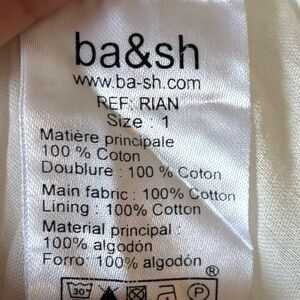 ba&sh
www.ba-sh.com
REF: RIAN
Size : 1
Matière principale
100 % Coton
Doublure : 100 % Coton
Main fabric : 100% Cotton
Lining : 100% Cotton
Material principal :
100% algodón
Forro: 100% algodón
®
30°